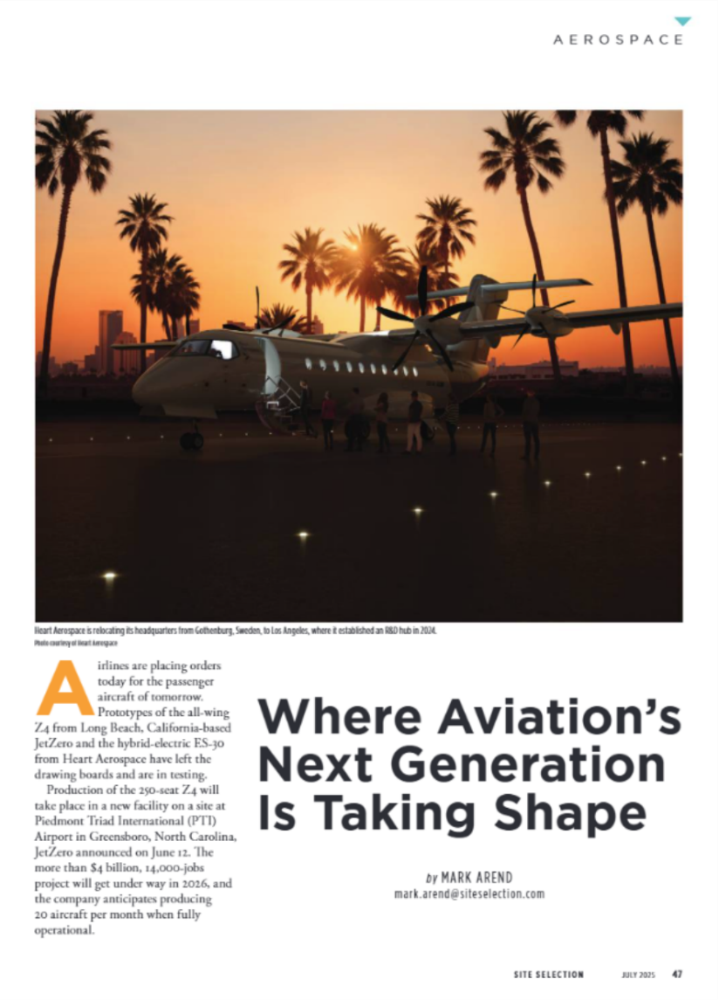 AEROSPACE
Heart Aerospace is relocating its headquarters from Gothenburg, Sweden, to Los Angeles, where it established an R&D hub in 2024.
Photo courtesy of Heart Aerospace
Airlines are placing orders
today for the passenger
aircraft of tomorrow.
Prototypes of the all-wing
Z4 from Long Beach, California-based
JetZero and the hybrid-electric ES-30
from Heart Aerospace have left the
drawing boards and are in testing.
Production of the 250-seat Z4 will
take place in a new facility on a site at
Piedmont Triad International (PTI)
Airport in Greensboro, North Carolina,
JetZero announced on June 12. The
more than $4 billion, 14,000-jobs
project will get under way in 2026, and
the company anticipates producing
20 aircraft per month when fully
operational.
Where Aviation's
Next Generation
Is Taking Shape
by MARK AREND
mark.arend@siteselection.com
SITE SELECTION JULY 2025 47